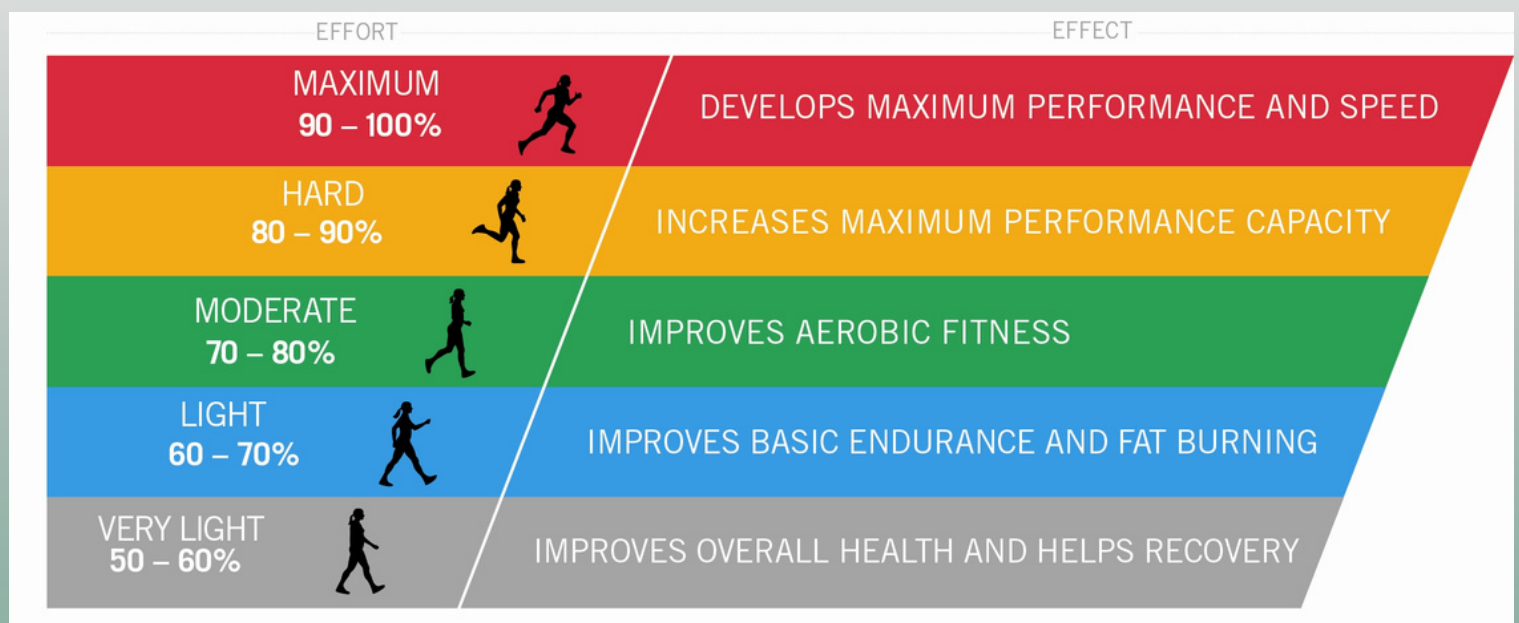 EFFORT
EFFECT
MAXIMUM
90 – 100%
DEVELOPS MAXIMUM PERFORMANCE AND SPEED
HARD
80 – 90%
INCREASES MAXIMUM PERFORMANCE CAPACITY
MODERATE
70 – 80%
IMPROVES AEROBIC FITNESS
LIGHT
60 – 70%
IMPROVES BASIC ENDURANCE AND FAT BURNING
VERY LIGHT
50 – 60%
IMPROVES OVERALL HEALTH AND HELPS RECOVERY